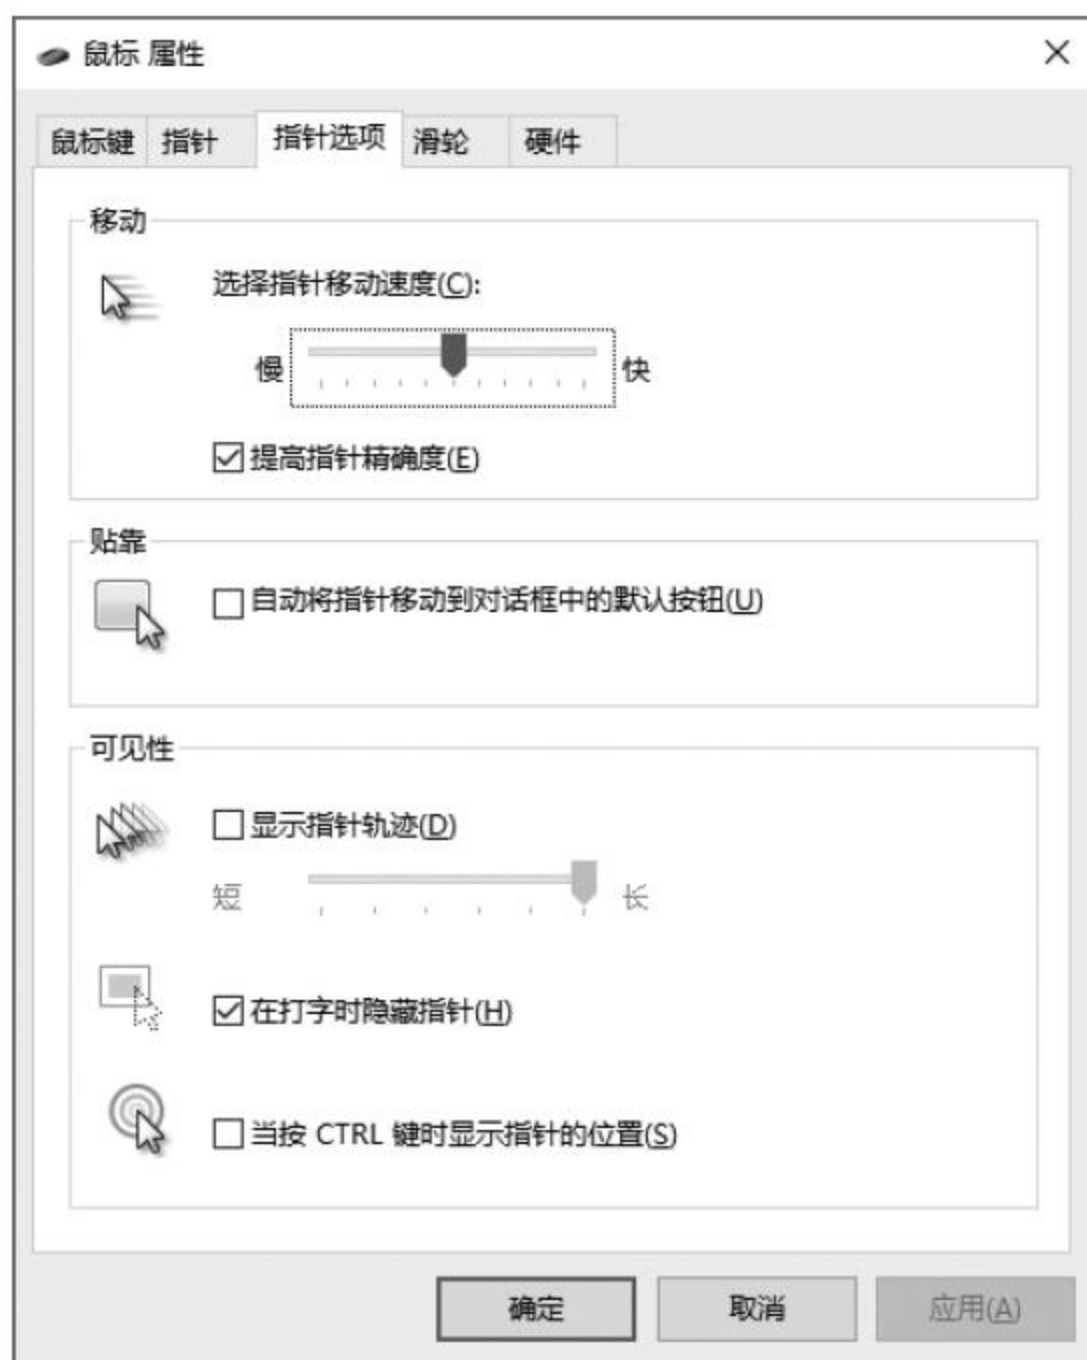 鼠标 属性
鼠标键 指针 指针选项 滑轮 硬件
移动
选择指针移动速度(C):
慢 快
提高指针精确度(E)
贴靠
自动将指针移动到对话框中的默认按钮(U)
可见性
显示指针轨迹(D)
短 长
在打字时隐藏指针(H)
当按 CTRL 键时显示指针的位置(S)
确定 取消 应用(A)